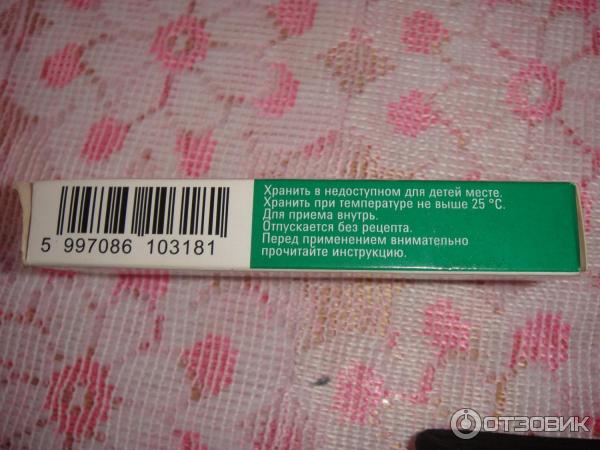 Хранить в недоступном для детей месте.
Хранить при температуре не выше 25 °C.
Для приема внутрь.
Отпускается без рецепта.
Перед применением внимательно
прочитайте инструкцию.
5 997086 103181
ОТЗОВИК